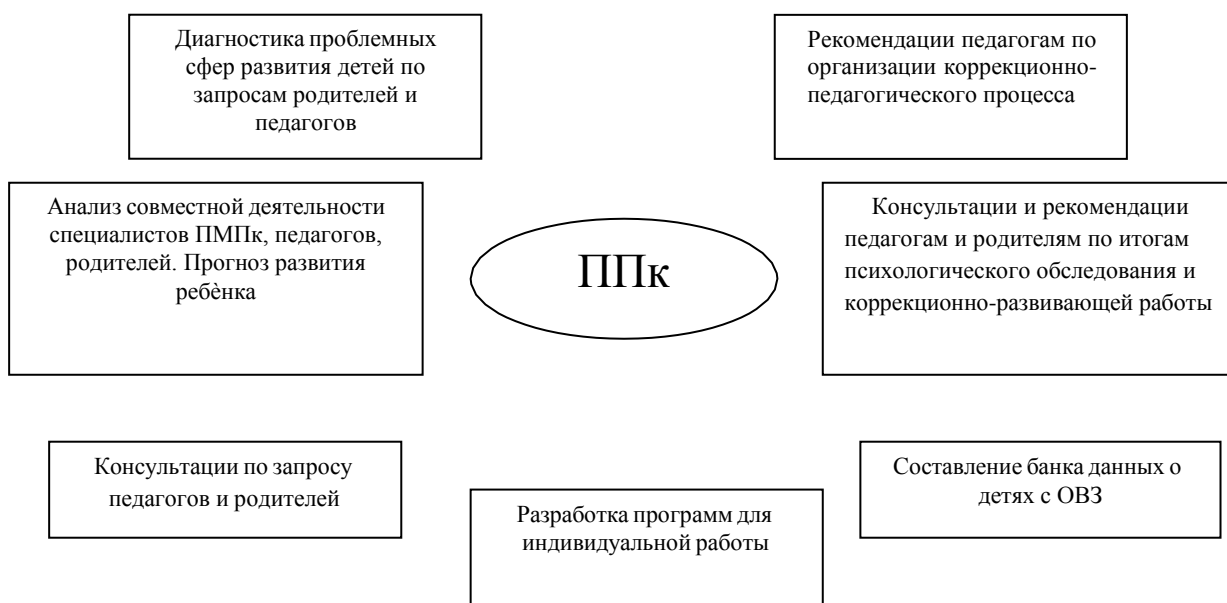 Диагностика проблемных
сфер развития детей по
запросам родителей и
педагогов
Рекомендации педагогам по
организации коррекционно-
педагогического процесса
Анализ совместной деятельности
специалистов ПМПк, педагогов,
родителей. Прогноз развития
ребѐнка
ППк
Консультации и рекомендации
педагогам и родителям по итогам
психологического обследования и
коррекционно-развивающей работы
Консультации по запросу
педагогов и родителей
Разработка программ для
индивидуальной работы
Составление банка данных о
детях с ОВЗ